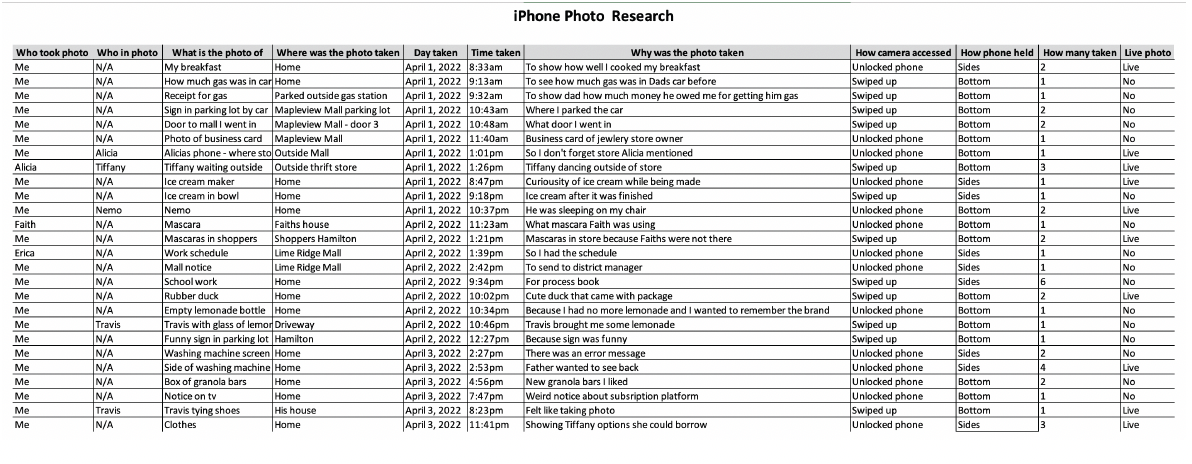 iPhone Photo Research
Who took photo Who in photo What is the photo of Where was the photo taken Day taken Time taken Why was the photo taken How camera accessed How phone held How many taken Live photo
Me N/A My breakfast Home April 1, 2022 8:33am To show how well I cooked my breakfast Unlocked phone Sides 2 Live
Me N/A How much gas was in car Home April 1, 2022 9:13am To see how much gas was in Dads car before Swiped up Bottom 1 No
Me N/A Receipt for gas Parked outside gas station April 1, 2022 9:32am To show dad how much money he owed me for getting him gas Swiped up Bottom 1 No
Me N/A Sign in parking lot by car Mapleview Mall parking lot April 1, 2022 10:43am Where I parked the car Swiped up Bottom 2 No
Me N/A Door to mall I went in Mapleview Mall - door 3 April 1, 2022 10:48am What door I went in Swiped up Bottom 2 No
Me N/A Photo of business card Mapleview Mall April 1, 2022 11:40am Business card of jewlery store owner Unlocked phone Bottom 1 No
Me Alicia Alicias phone - where sto Outside Mall April 1, 2022 1:01pm So I don't forget store Alicia mentioned Unlocked phone Bottom 1 Live
Alicia Tiffany Tiffany waiting outside Outside thrift store April 1, 2022 1:26pm Tiffany dancing outside of store Swiped up Bottom 3 Live
Me N/A Ice cream maker Home April 1, 2022 8:47pm Curiousity of ice cream while being made Unlocked phone Sides 1 Live
Me N/A Ice cream in bowl Home April 1, 2022 9:18pm Ice cream after it was finished Swiped up Sides 1 No
Me Nemo Nemo Home April 1, 2022 10:37pm He was sleeping on my chair Unlocked phone Bottom 2 Live
Faith N/A Mascara Faiths house April 2, 2022 11:23am What mascara Faith was using Unlocked phone Bottom 1 No
Me N/A Mascaras in shoppers Shoppers Hamilton April 2, 2022 1:21pm Mascaras in store because Faiths were not there Swiped up Bottom 2 Live
Erica N/A Work schedule Lime Ridge Mall April 2, 2022 1:39pm So I had the schedule Unlocked phone Sides 1 No
Me N/A Mall notice Lime Ridge Mall April 2, 2022 2:42pm To send to district manager Unlocked phone Sides 1 No
Me N/A School work Home April 2, 2022 9:34pm For process book Swiped up Sides 6 No
Me N/A Rubber duck Home April 2, 2022 10:02pm Cute duck that came with package Swiped up Bottom 2 Live
Me N/A Empty lemonade bottle Home April 2, 2022 10:34pm Because I had no more lemonade and I wanted to remember the brand Unlocked phone Bottom 1 No
Me Travis Travis with glass of lemor Driveway April 2, 2022 10:46pm Travis brought me some lemonade Swiped up Bottom 1 No
Me N/A Funny sign in parking lot Hamilton April 2, 2022 12:27pm Because sign was funny Swiped up Bottom 1 No
Me N/A Washing machine screen Home April 3, 2022 2:27pm There was an error message Unlocked phone Sides 2 No
Me N/A Side of washing machine Home April 3, 2022 2:53pm Father wanted to see back Unlocked phone Sides 4 Live
Me N/A Box of granola bars Home April 3, 2022 4:56pm New granola bars I liked Unlocked phone Bottom 2 No
Me N/A Notice on tv Home April 3, 2022 7:47pm Weird notice about subsription platform Unlocked phone Bottom 1 No
Me Travis Travis tying shoes His house April 3, 2022 8:23pm Felt like taking photo Swiped up Bottom 1 Live
Me N/A Clothes Home April 3, 2022 11:41pm Showing Tiffany options she could borrow Unlocked phone Sides 3 Live